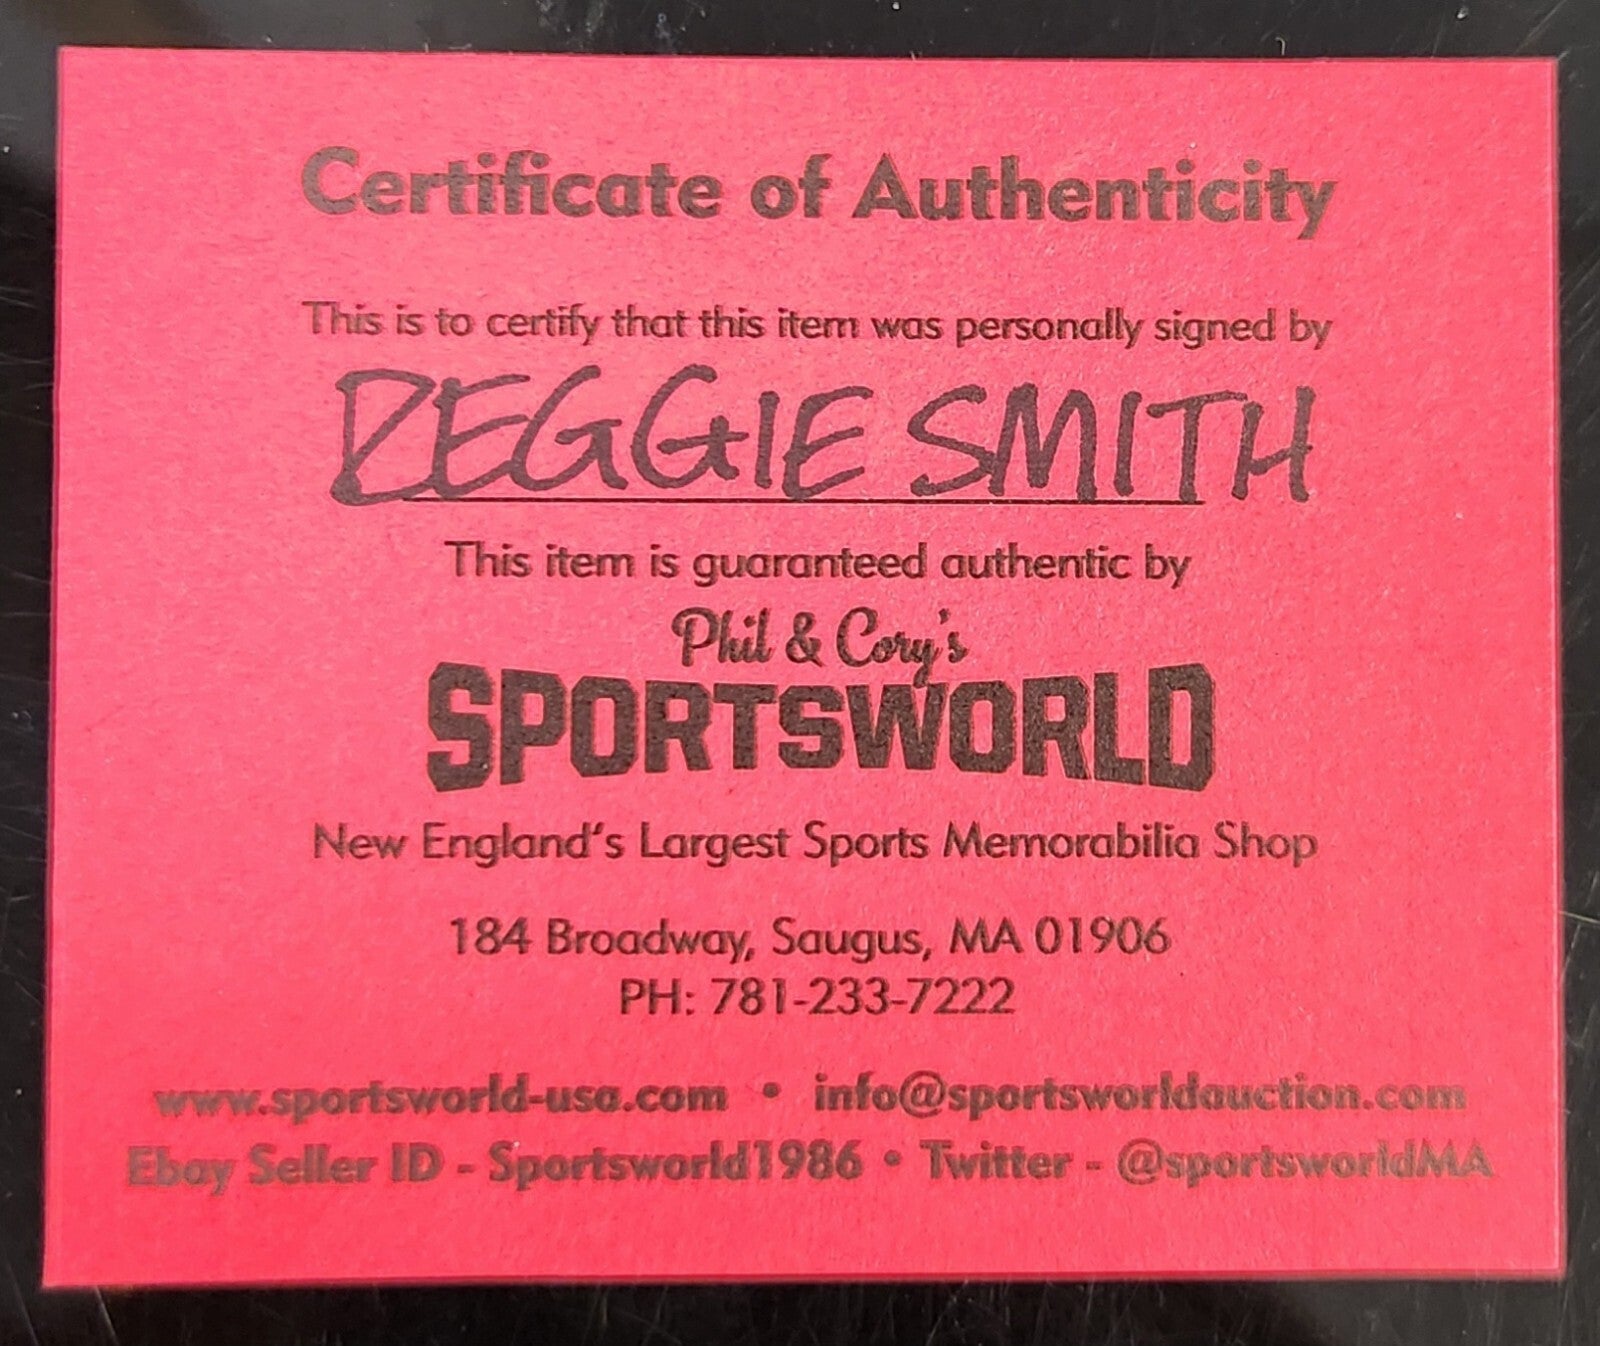 Certificate of Authenticity
This is to certify that this item was personally signed by
REGGIE SMITH
This item is guaranteed authentic by
Phil & Cory's
SPORTSWORLD
New England's Largest Sports Memorabilia Shop
184 Broadway, Saugus, MA 01906
PH: 781-233-7222
www.sportsworld-usa.com • info@sportsworldauction.com
Ebay Seller ID - Sportsworld1986 • Twitter - @sportsworldMA